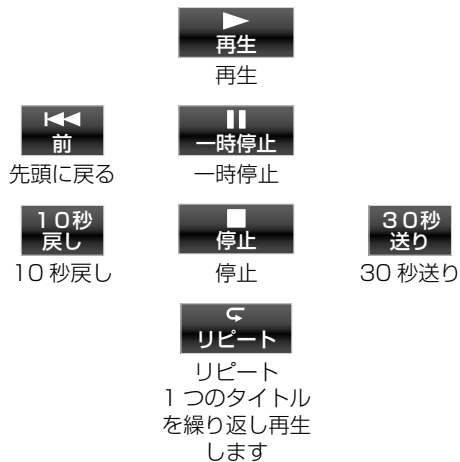 再生
再生
前
一時停止
先頭に戻る
一時停止
１０秒
戻し
停止
３０秒
送り
10 秒戻し
停止
30 秒送り
リピート
リピート
１つのタイトル
を繰り返し再生
します